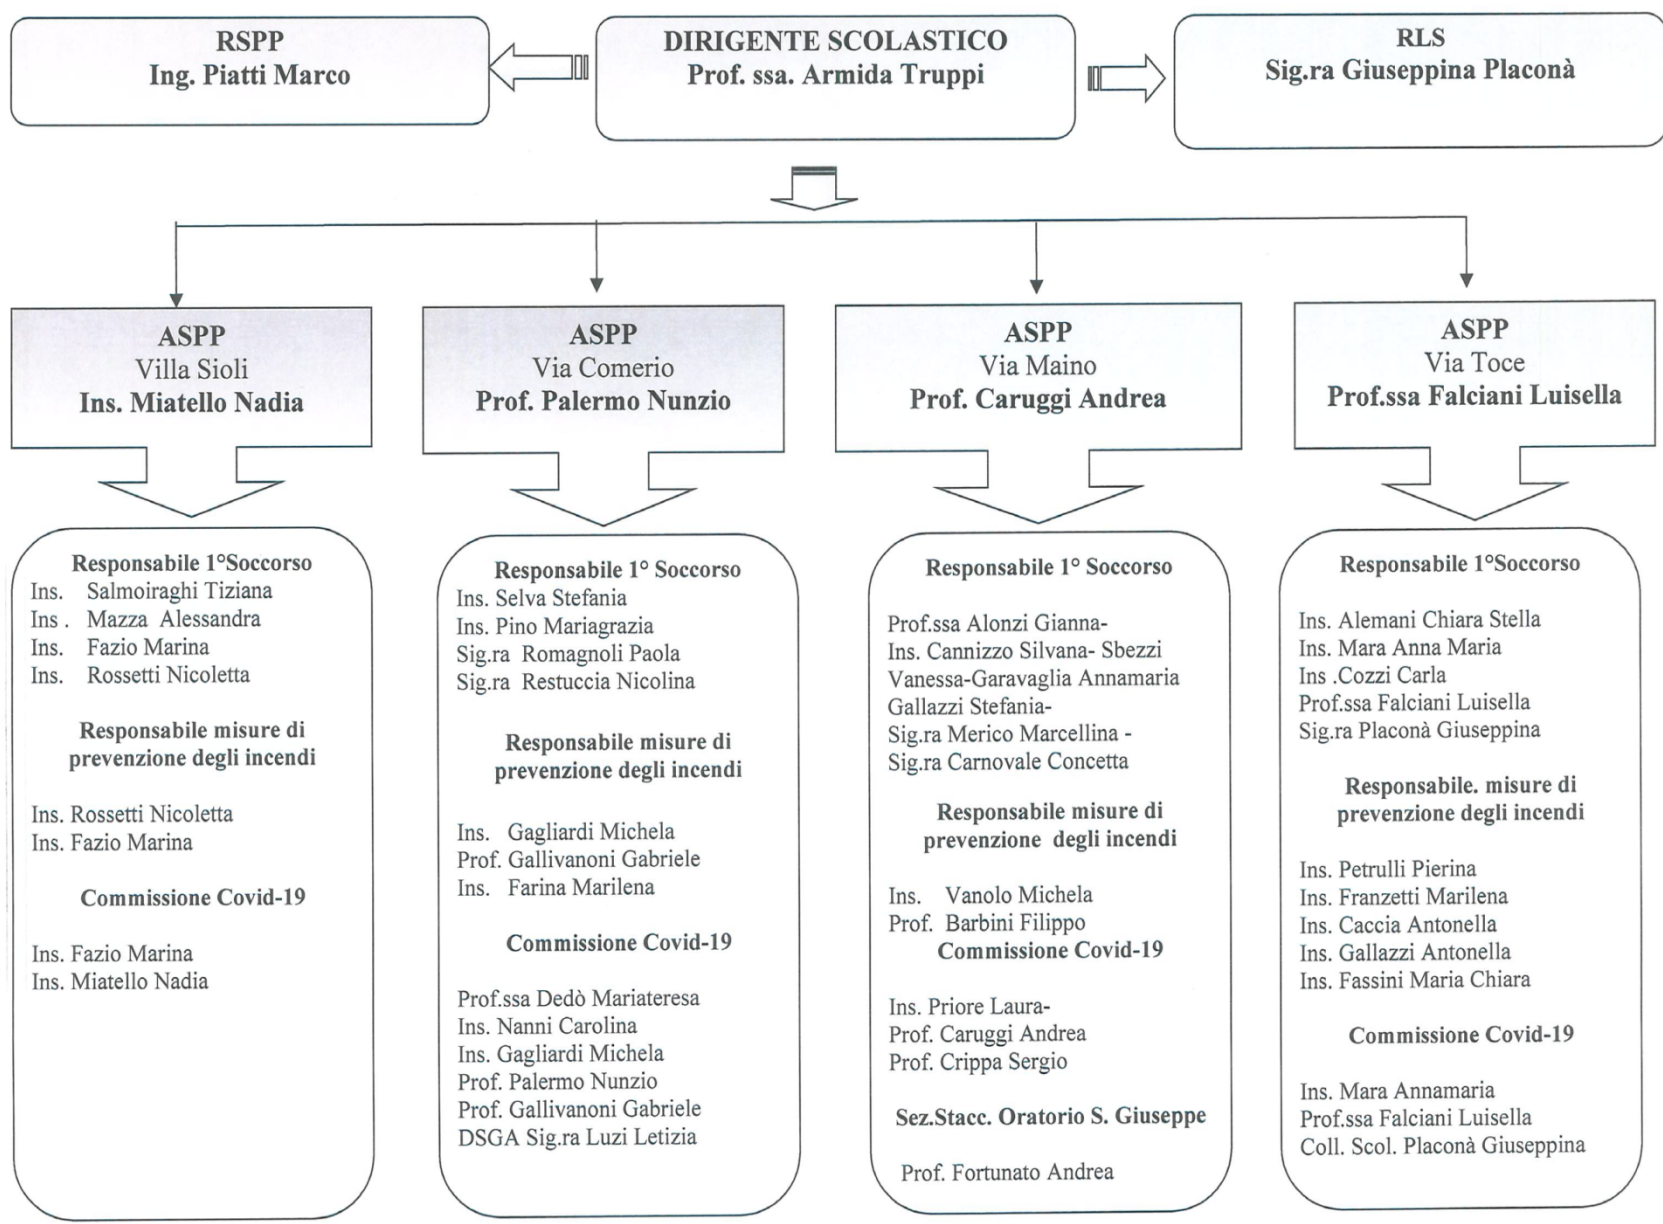 RSPP
Ing. Piatti Marco
DIRIGENTE SCOLASTICO
Prof. ssa. Armida Truppi
RLS
Sig.ra Giuseppina Placonà
ASPP
Villa Sioli
Ins. Miatello Nadia
ASPP
Via Comerio
Prof. Palermo Nunzio
ASPP
Via Maino
Prof. Caruggi Andrea
ASPP
Via Toce
Prof.ssa Falciani Luisella
Responsabile 1°Soccorso
Ins. Salmoiraghi Tiziana
Ins . Mazza Alessandra
Ins. Fazio Marina
Ins. Rossetti Nicoletta
Responsabile misure di
prevenzione degli incendi
Ins. Rossetti Nicoletta
Ins. Fazio Marina
Commissione Covid-19
Ins. Fazio Marina
Ins. Miatello Nadia
Responsabile 1° Soccorso
Ins. Selva Stefania
Ins. Pino Mariagrazia
Sig.ra Romagnoli Paola
Sig.ra Restuccia Nicolina
Responsabile misure di
prevenzione degli incendi
Ins. Gagliardi Michela
Prof. Gallivanoni Gabriele
Ins. Farina Marilena
Commissione Covid-19
Prof.ssa Dedò Mariateresa
Ins. Nanni Carolina
Ins. Gagliardi Michela
Prof. Palermo Nunzio
Prof. Gallivanoni Gabriele
DSGA Sig.ra Luzi Letizia
Responsabile 1° Soccorso
Prof.ssa Alonzi Gianna-
Ins. Cannizzo Silvana- Sbezzi
Vanessa-Garavaglia Annamaria
Gallazzi Stefania-
Sig.ra Merico Marcellina -
Sig.ra Carnovale Concetta
Responsabile misure di
prevenzione degli incendi
Ins. Vanolo Michela
Prof. Barbini Filippo
Commissione Covid-19
Ins. Priore Laura-
Prof. Caruggi Andrea
Prof. Crippa Sergio
Sez.Stacc. Oratorio S. Giuseppe
Prof. Fortunato Andrea
Responsabile 1°Soccorso
Ins. Alemani Chiara Stella
Ins. Mara Anna Maria
Ins .Cozzi Carla
Prof.ssa Falciani Luisella
Sig.ra Placonà Giuseppina
Responsabile. misure di
prevenzione degli incendi
Ins. Petrulli Pierina
Ins. Franzetti Marilena
Ins. Caccia Antonella
Ins. Gallazzi Antonella
Ins. Fassini Maria Chiara
Commissione Covid-19
Ins. Mara Annamaria
Prof.ssa Falciani Luisella
Coll. Scol. Placonà Giuseppina